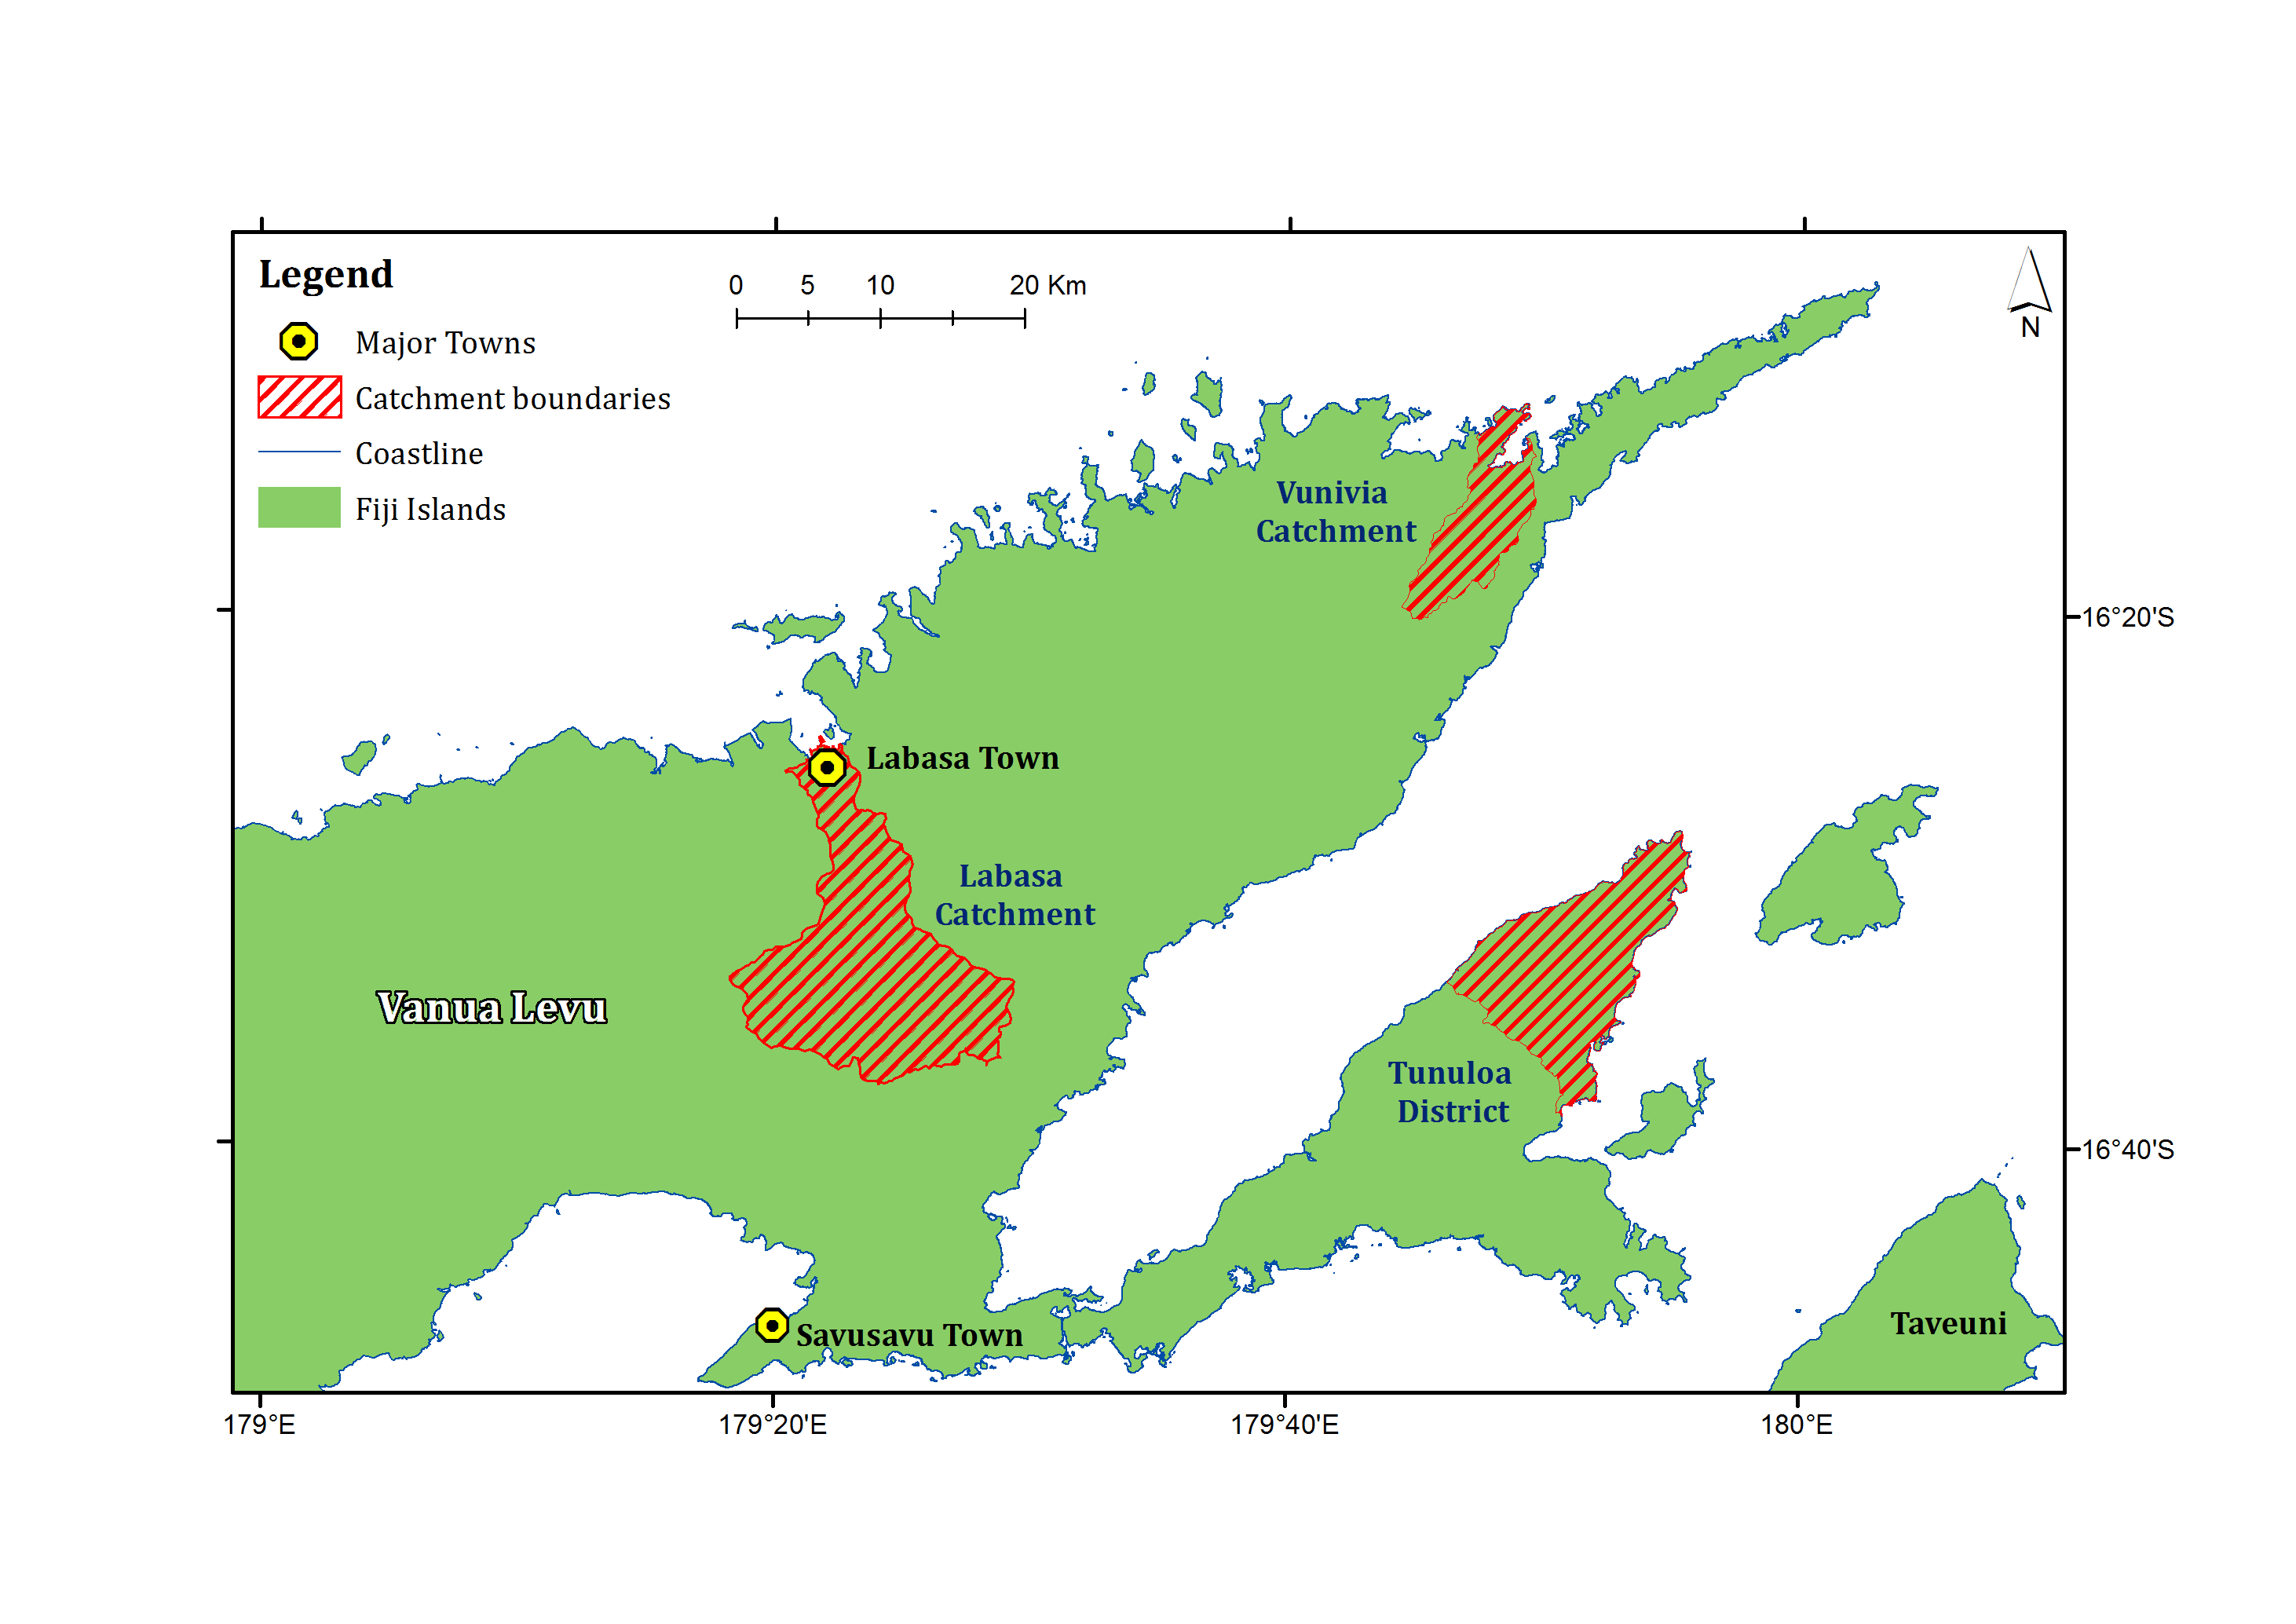 Legend
Major Towns
Catchment boundaries
Coastline
Fiji Islands
0 5 10 20 Km
N
Vunivia
Catchment
16°20'S
Labasa Town
Labasa
Catchment
Vanua Levu
Tunuloa
District
16°40'S
Taveuni
Savusavu Town
179°E 179°20'E 179°40'E 180°E